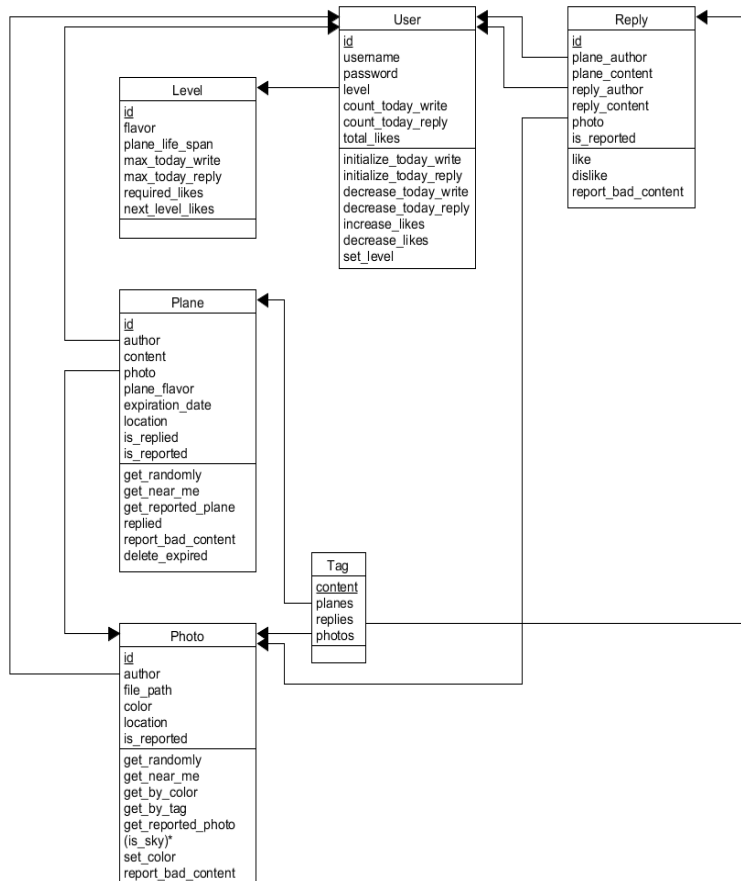 User
id
username
password
level
count_today_write
count_today_reply
total_likes
initialize_today_write
initialize_today_reply
decrease_today_write
decrease_today_reply
increase_likes
decrease_likes
set_level
Reply
id
plane_author
plane_content
reply_author
reply_content
photo
is_reported
like
dislike
report_bad_content
Level
id
flavor
plane_life_span
max_today_write
max_today_reply
required_likes
next_level_likes
Plane
id
author
content
photo
plane_flavor
expiration_date
location
is_replied
is_reported
get_randomly
get_near_me
get_reported_plane
replied
report_bad_content
delete_expired
Tag
content
planes
replies
photos
Photo
id
author
file_path
color
location
is_reported
get_randomly
get_near_me
get_by_color
get_by_tag
get_reported_photo
(is_sky)*
set_color
report_bad_content